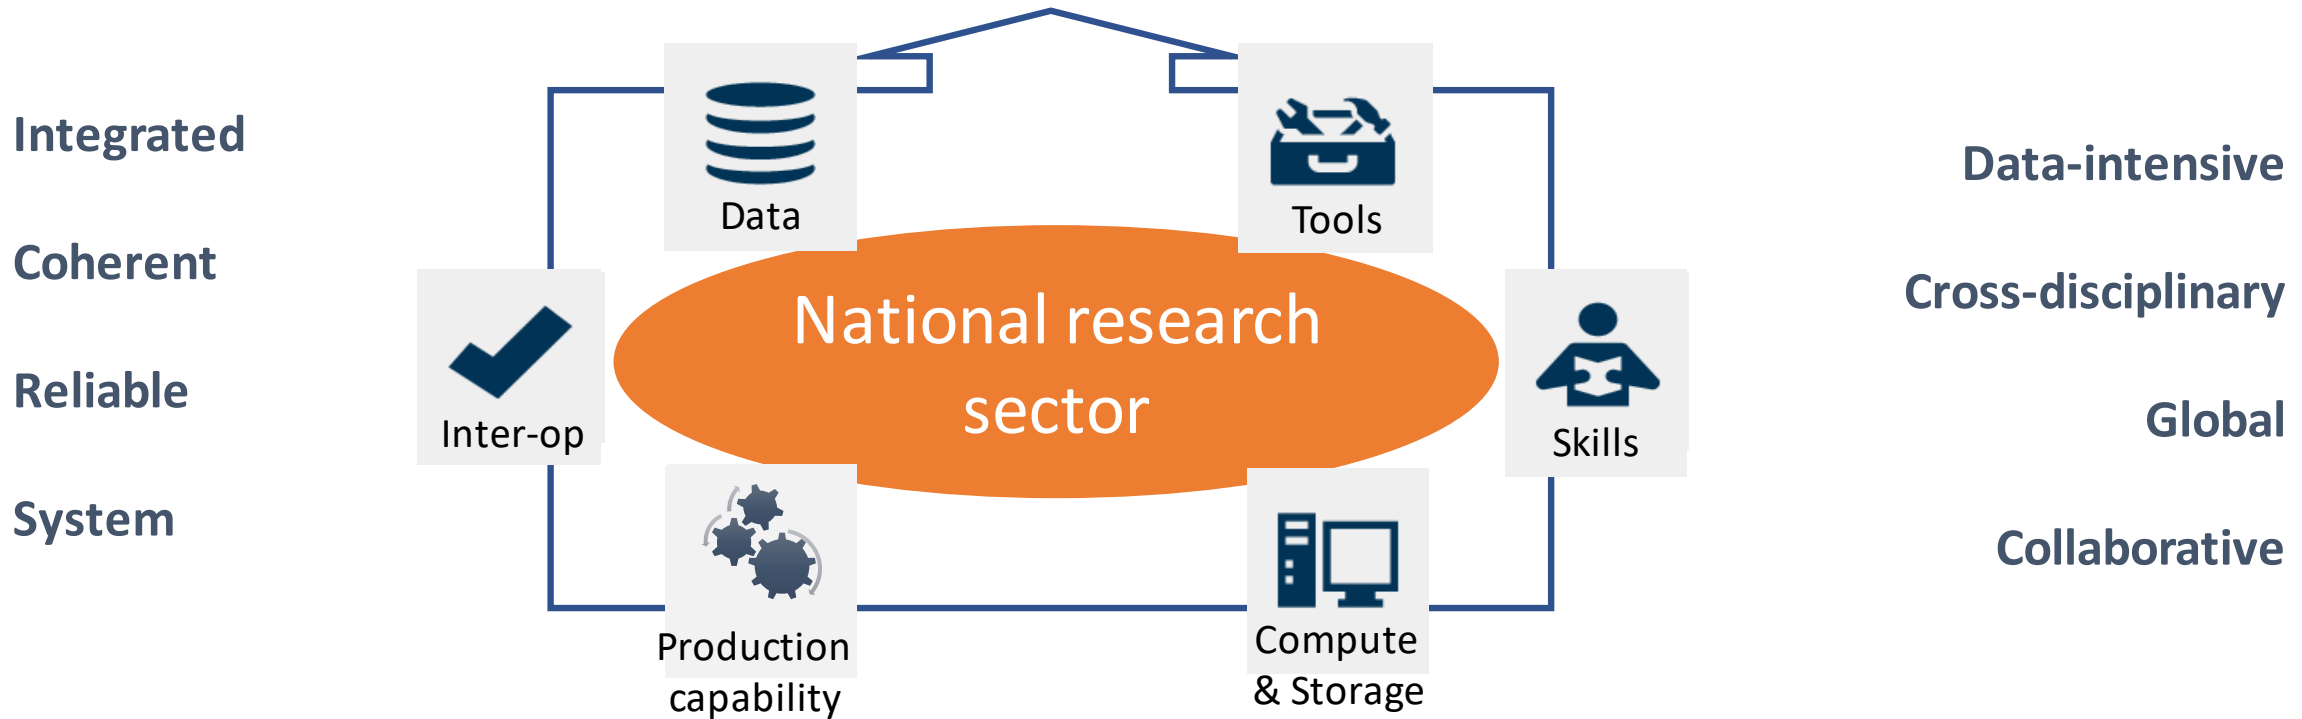 Integrated
Coherent
Reliable
System
Data
Tools
Inter-op
National research
sector
Skills
Production
capability
Compute
& Storage
Data-intensive
Cross-disciplinary
Global
Collaborative